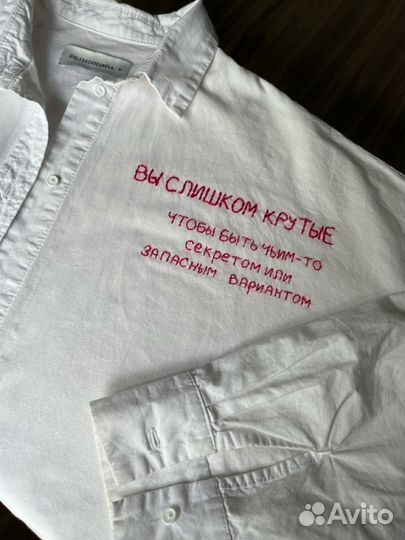 ВЫ СЛИШКОМ КРУТЫЕ
ЧТОБЫ БЫТЬ ЧЬИМ-ТО
секретом или
ЗАПАСНЫМ ВАРИАНТОМ
Avito